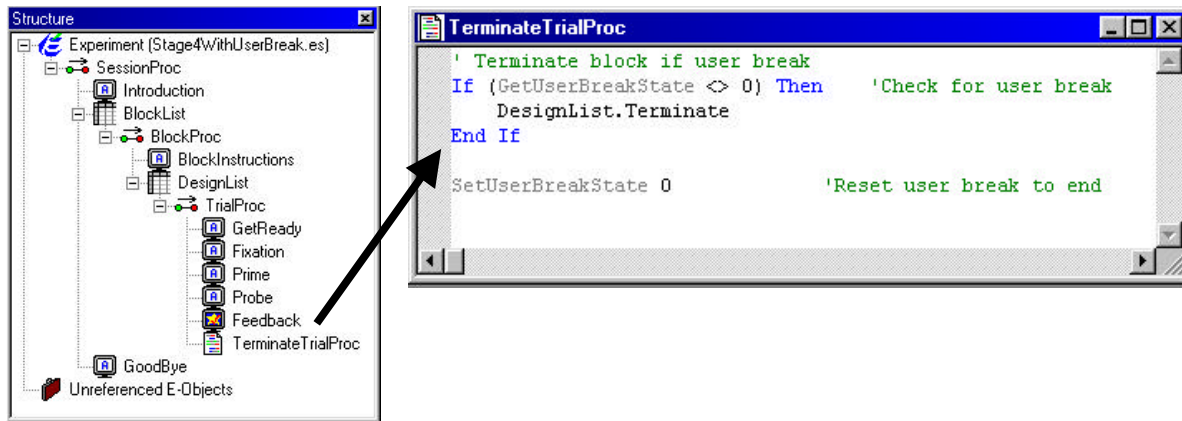 Structure
Experiment (Stage4WithUserBreak.es)
SessionProc
Introduction
BlockList
BlockProc
BlockInstructions
DesignList
TrialProc
GetReady
Fixation
Prime
Probe
Feedback
TerminateTrialProc
GoodBye
Unreferenced E-Objects
TerminateTrialProc
' Terminate block if user break
If (GetUserBreakState <> 0) Then 'Check for user break
DesignList.Terminate
End If
SetUserBreakState 0 'Reset user break to end